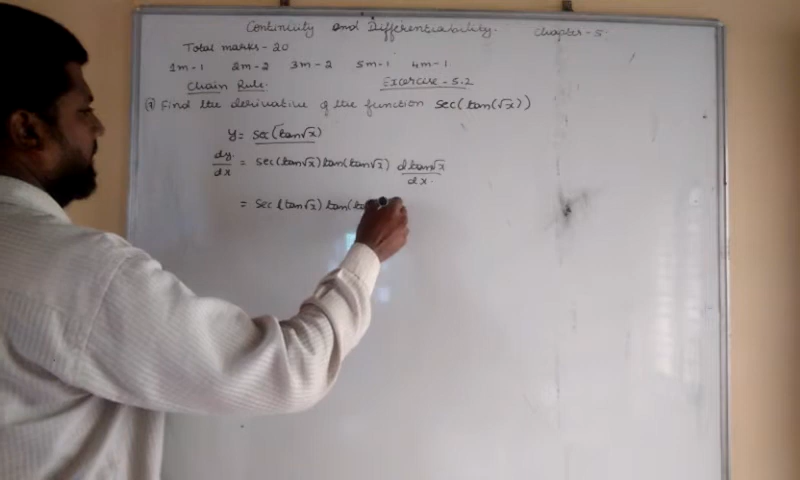 Continuity and Differentiability. Chapter-5.
Total marks-20
1m-1 2m-2 3m-2 5m-1 4m-1
Chain Rule. Exercise-5.2
(1) Find the derivative of the function sec(tan(√x))
y = sec(tan√x)
dy/dx = sec(tan√x) tan(tan√x) d tan√x/dx.
= sec(tan√x) tan(